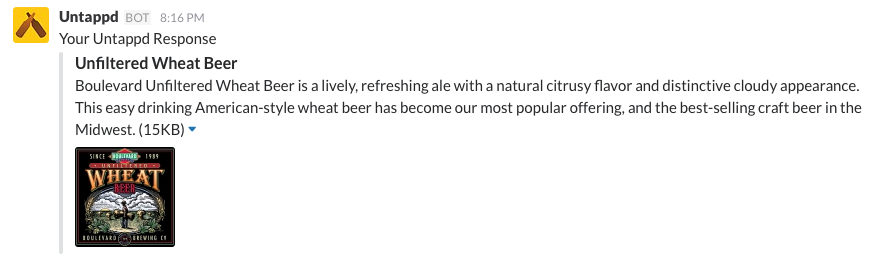 Untappd BOT 8:16 PM
Your Untappd Response
Unfiltered Wheat Beer
Boulevard Unfiltered Wheat Beer is a lively, refreshing ale with a natural citrusy flavor and distinctive cloudy appearance.
This easy drinking American-style wheat beer has become our most popular offering, and the best-selling craft beer in the
Midwest. (15KB)
SINCE BOULEVARD 1989
UNFILTERED
WHEAT
BEER
BOULEVARD BREWING CO